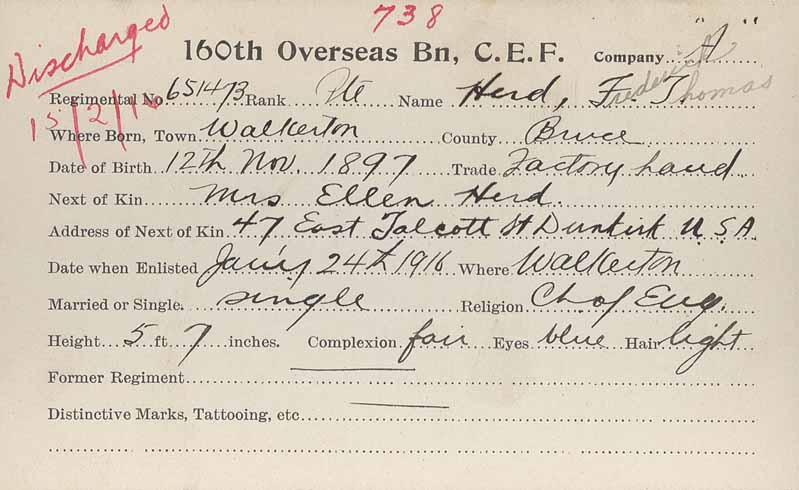 738
Discharged
15/2/16
160th Overseas Bn, C.E.F. Company "A"
Regimental No 651473 Rank Pte Name Herd, F. T.
Frederick Thomas
Where Born, Town Walkerton County Bruce
Date of Birth 12th Nov. 1897 Trade Factory hand
Next of Kin Mrs Ellen Herd.
Address of Next of Kin 47 East Talcott St Dunkirk U.S.A.
Date when Enlisted Jan'y 24th 1916 Where Walkerton
Married or Single. single Religion Ch of Eng.
Height 5 ft 7 inches. Complexion fair Eyes blue Hair light
Former Regiment
Distinctive Marks, Tattooing, etc